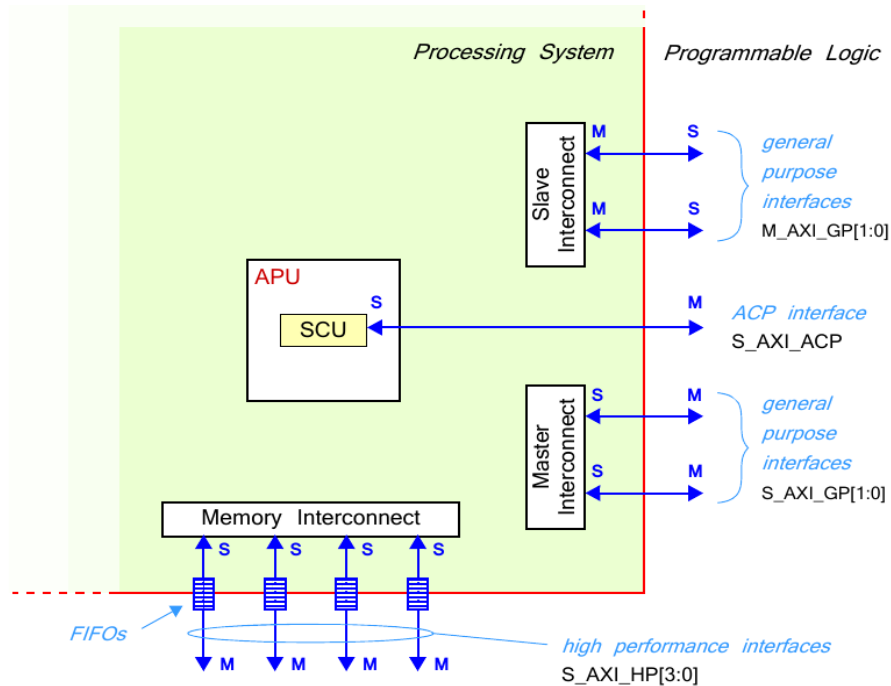 Processing System
Programmable Logic
Slave
Interconnect
M
S
M
S
general
purpose
interfaces
M_AXI_GP[1:0]
APU
SCU
S
M
ACP interface
S_AXI_ACP
Master
Interconnect
S
M
S
M
general
purpose
interfaces
S_AXI_GP[1:0]
Memory Interconnect
S
S
S
S
FIFOs
M
M
M
M
high performance interfaces
S_AXI_HP[3:0]